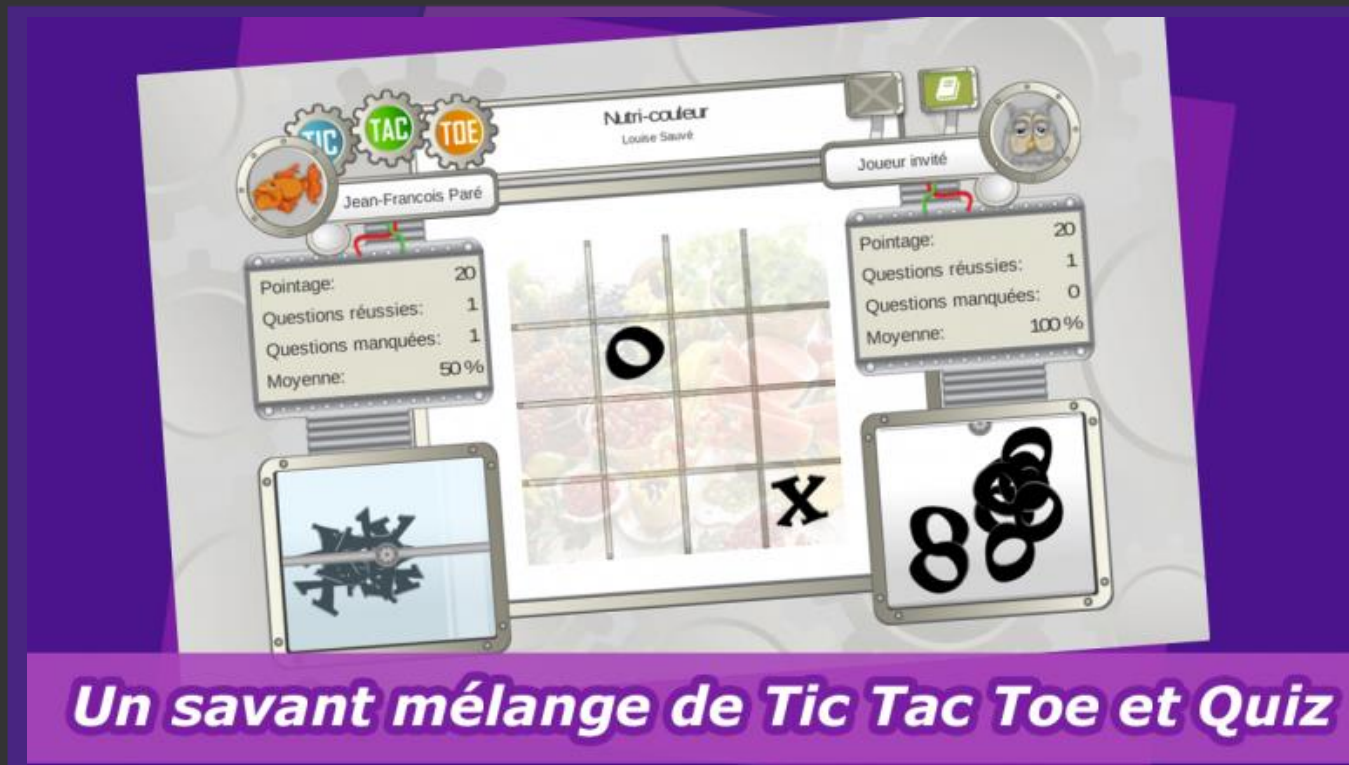 TIC TAC TOE
Nutri-couleur
Louise Sauvé
Jean-Francois Paré
Joueur invité
Pointage: 20
Questions réussies: 1
Questions manquées: 1
Moyenne: 50 %
Pointage: 20
Questions réussies: 1
Questions manquées: 0
Moyenne: 100 %
O
X
Un savant mélange de Tic Tac Toe et Quiz